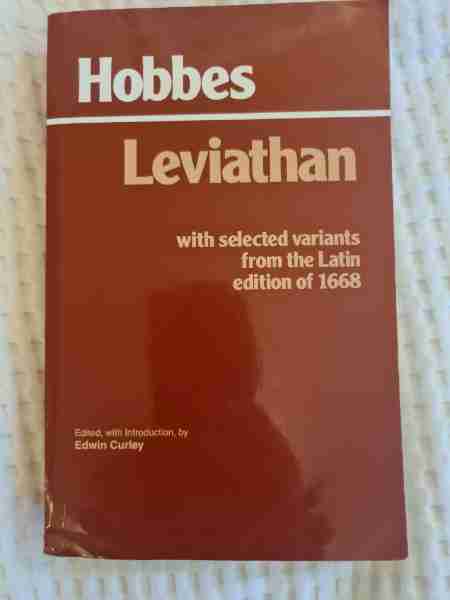 Hobbes
Leviathan
with selected variants
from the Latin
edition of 1668
Edited, with Introduction, by
Edwin Curley